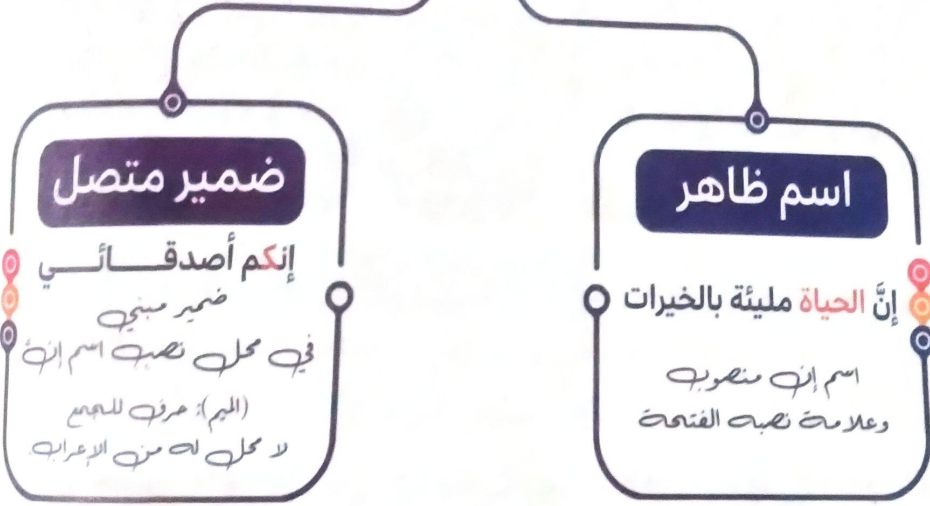 اسم ظاهر
إنَّ الحياة مليئة بالخيرات
اسم إن منصوب
وعلامة نصبه الفتحة
ضمير متصل
إنكم أصدقـــائـــي
ضمير مبني
في محل نصب اسم إنّ
(الميم): حرف للجمع
لا محل له من الإعراب.